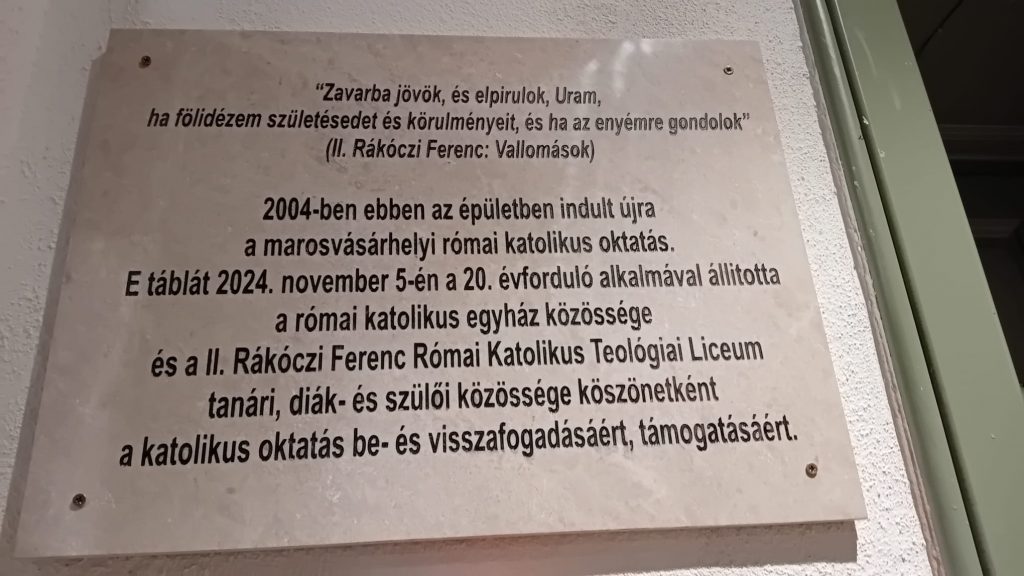 “Zavarba jövök, és elpirulok, Uram,
ha fölidézem születésedet és körulményeit, és ha az enyémre gondolok”
(II. Rákóczi Ferenc: Vallomások)
2004-ben ebben az épületben indult újra
a marosvásárhelyi római katolikus oktatás.
E táblát 2024. november 5-én a 20. évforduló alkalmával állitotta
a római katolikus egyház közössége
és a II. Rákóczi Ferenc Római Katolikus Teológiai Liceum
tanári, diák- és szülői közössége köszönetként
a katolikus oktatás be- és visszafogadásáért, támogatásáért.